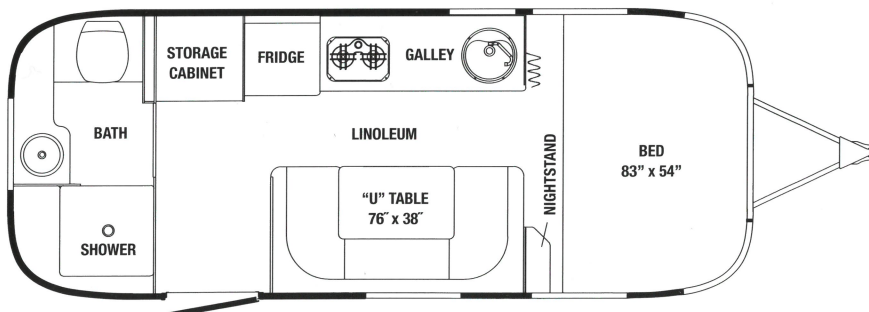 STORAGE
CABINET
FRIDGE
GALLEY
BATH
LINOLEUM
NIGHTSTAND
BED
83” x 54”
“U” TABLE
76˝ x 38˝
SHOWER